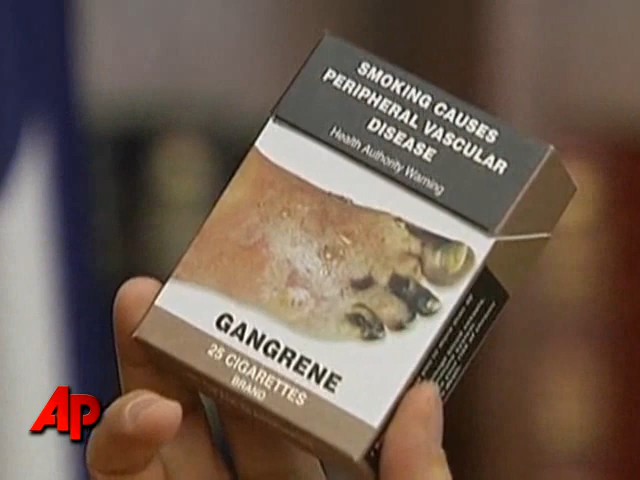 SMOKING CAUSES
PERIPHERAL VASCULAR
DISEASE
Health Authority Warning
GANGRENE
25 CIGARETTES
BRAND
AP